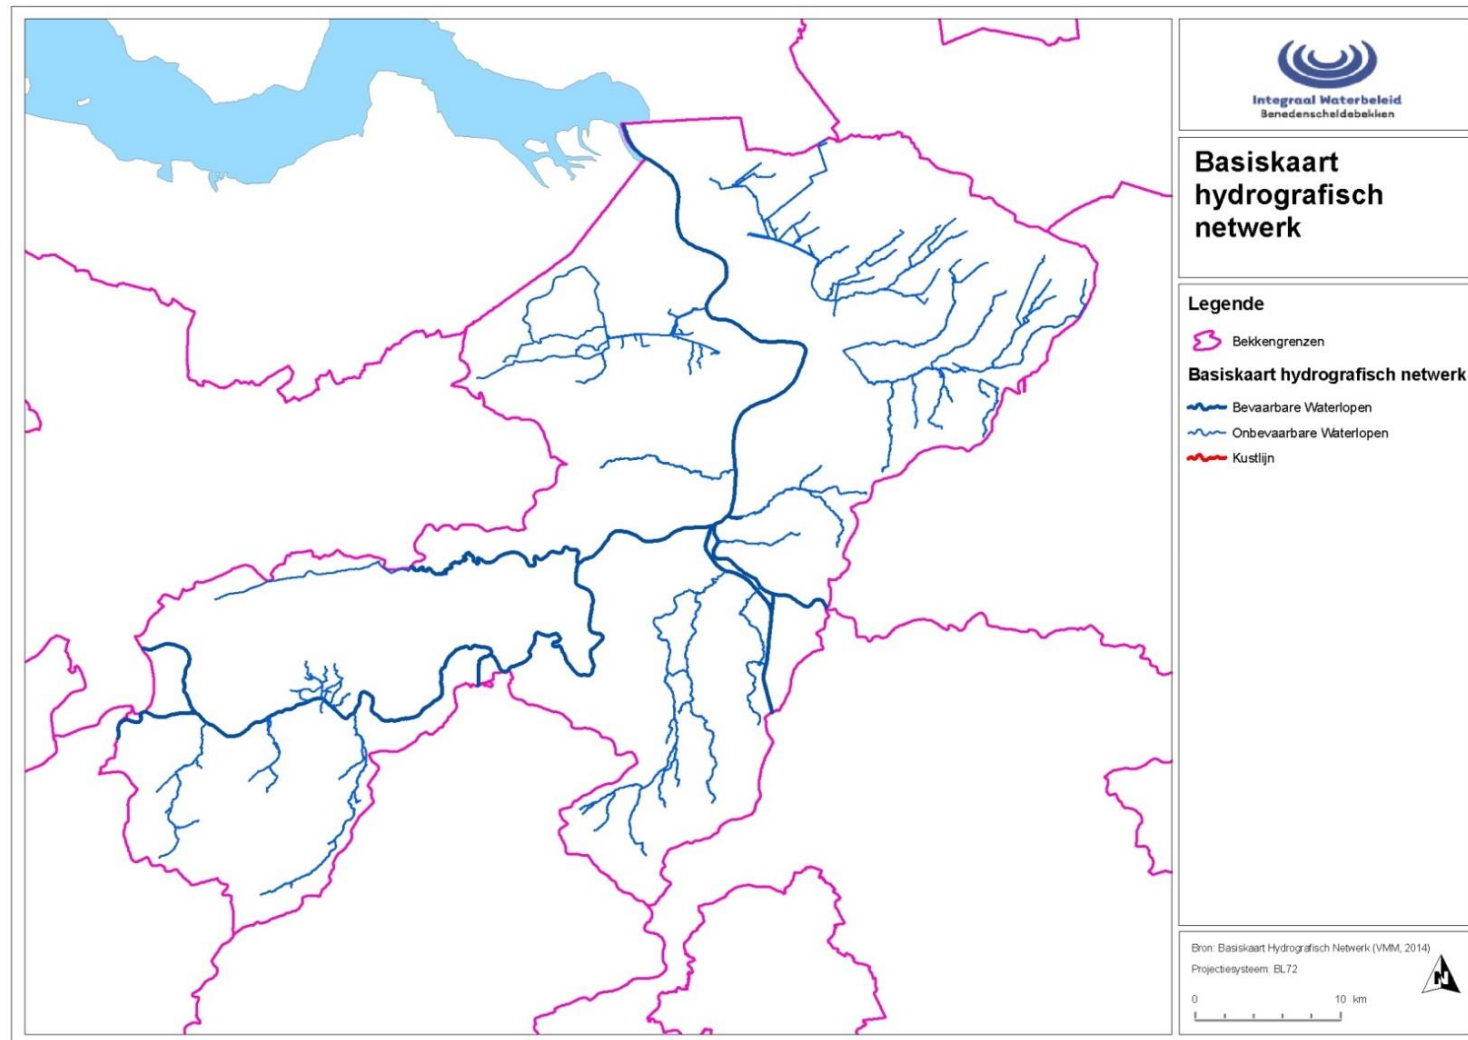 Integraal Waterbeleid
Benedenscheldebekken
Basiskaart
hydrografisch
netwerk
Legende
Bekkengrenzen
Basiskaart hydrografisch netwerk
Bevaarbare Waterlopen
Onbevaarbare Waterlopen
Kustlijn
Bron: Basiskaart Hydrografisch Netwerk (VMM, 2014)
Projectiesysteem: BL72
N
0 10 km